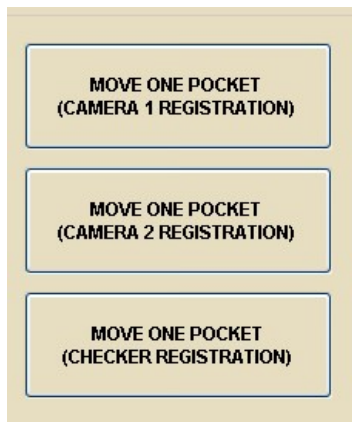 MOVE ONE POCKET
(CAMERA 1 REGISTRATION)
MOVE ONE POCKET
(CAMERA 2 REGISTRATION)
MOVE ONE POCKET
(CHECKER REGISTRATION)